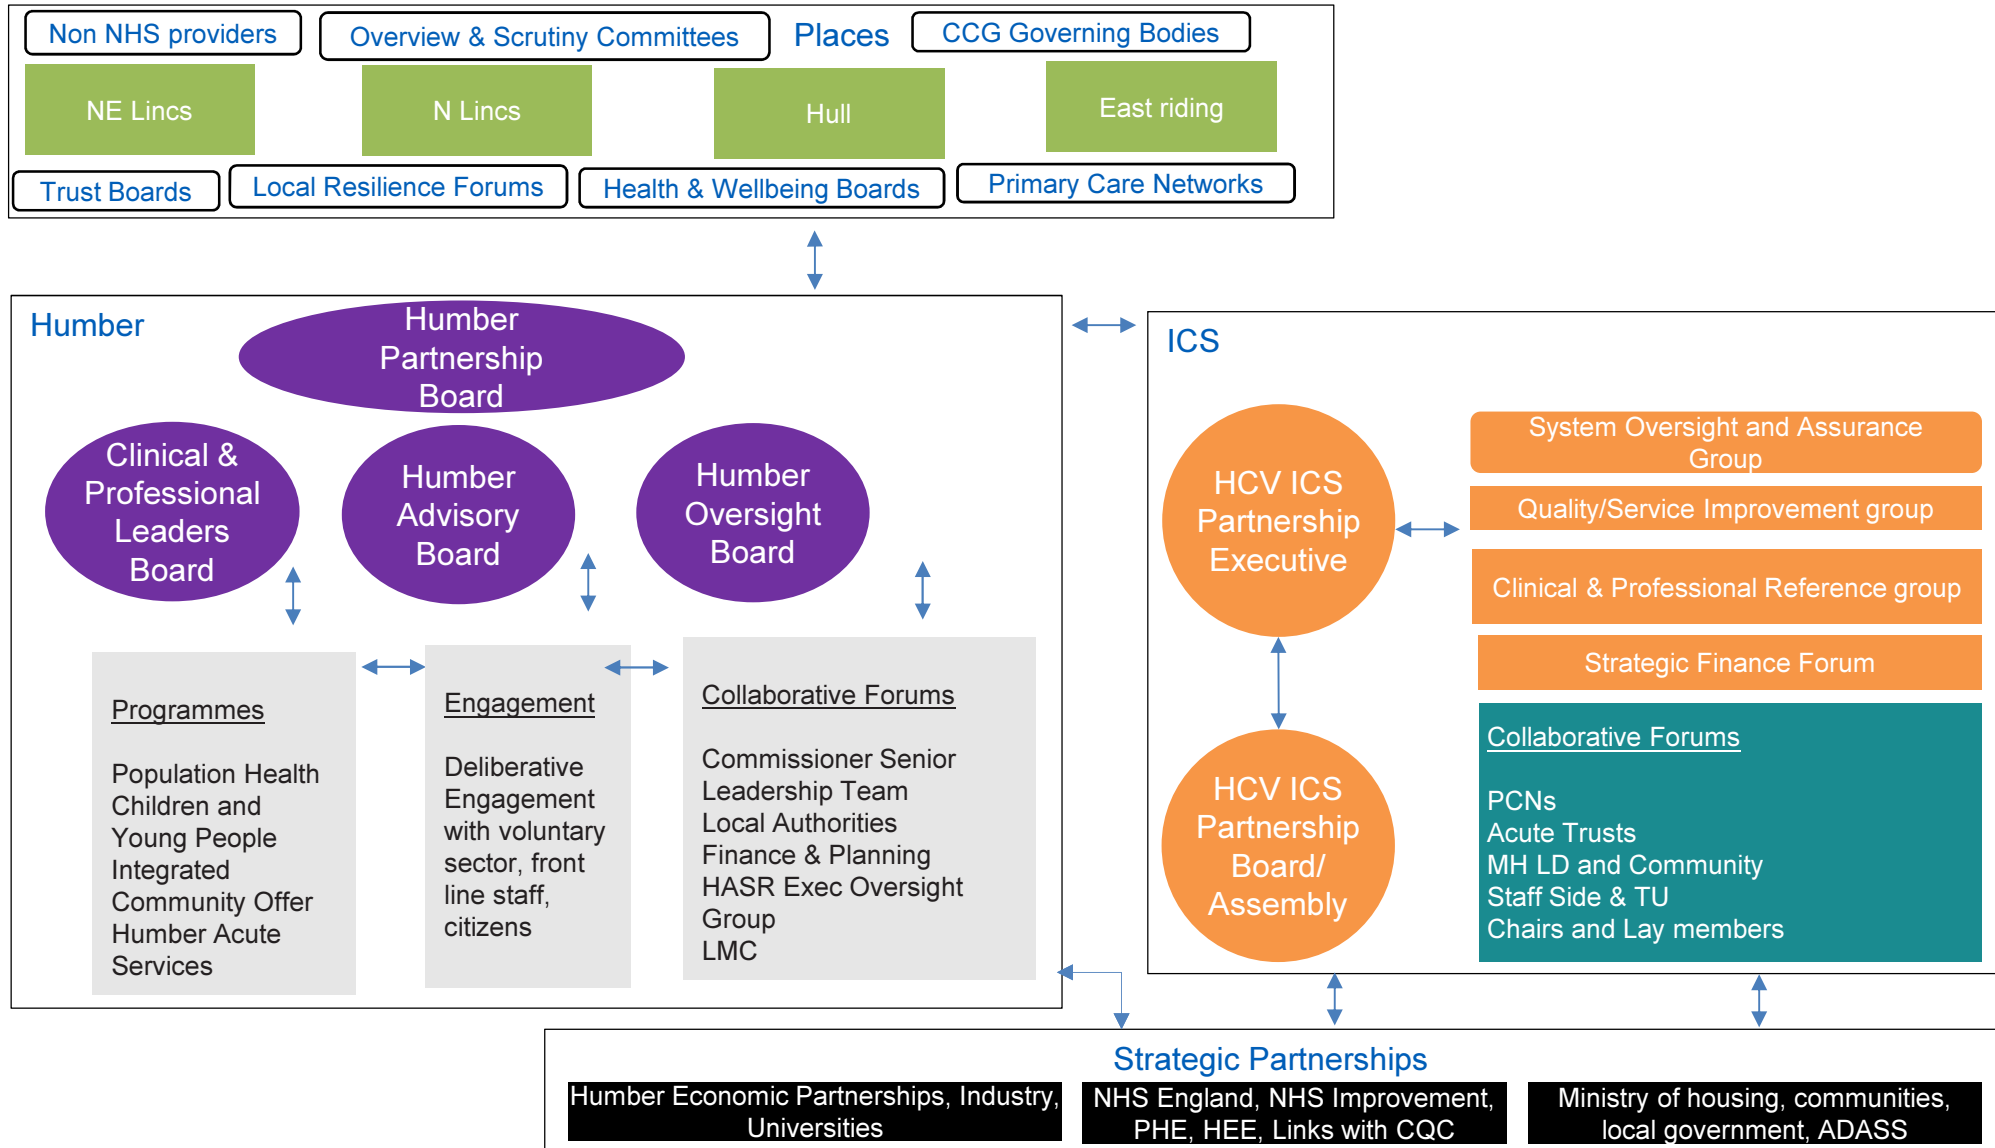 Non NHS providers
Overview & Scrutiny Committees
Places
CCG Governing Bodies
NE Lincs
N Lincs
Hull
East riding
Trust Boards
Local Resilience Forums
Health & Wellbeing Boards
Primary Care Networks
Humber
Humber
Partnership
Board
Clinical &
Professional
Leaders
Board
Humber
Advisory
Board
Humber
Oversight
Board
Programmes
Population Health
Children and
Young People
Integrated
Community Offer
Humber Acute
Services
Engagement
Deliberative
Engagement
with voluntary
sector, front
line staff,
citizens
Collaborative Forums
Commissioner Senior
Leadership Team
Local Authorities
Finance & Planning
HASR Exec Oversight
Group
LMC
ICS
HCV ICS
Partnership
Executive
HCV ICS
Partnership
Board/
Assembly
System Oversight and Assurance
Group
Quality/Service Improvement group
Clinical & Professional Reference group
Strategic Finance Forum
Collaborative Forums
PCNs
Acute Trusts
MH LD and Community
Staff Side & TU
Chairs and Lay members
Strategic Partnerships
Humber Economic Partnerships, Industry,
Universities
NHS England, NHS Improvement,
PHE, HEE, Links with CQC
Ministry of housing, communities,
local government, ADASS